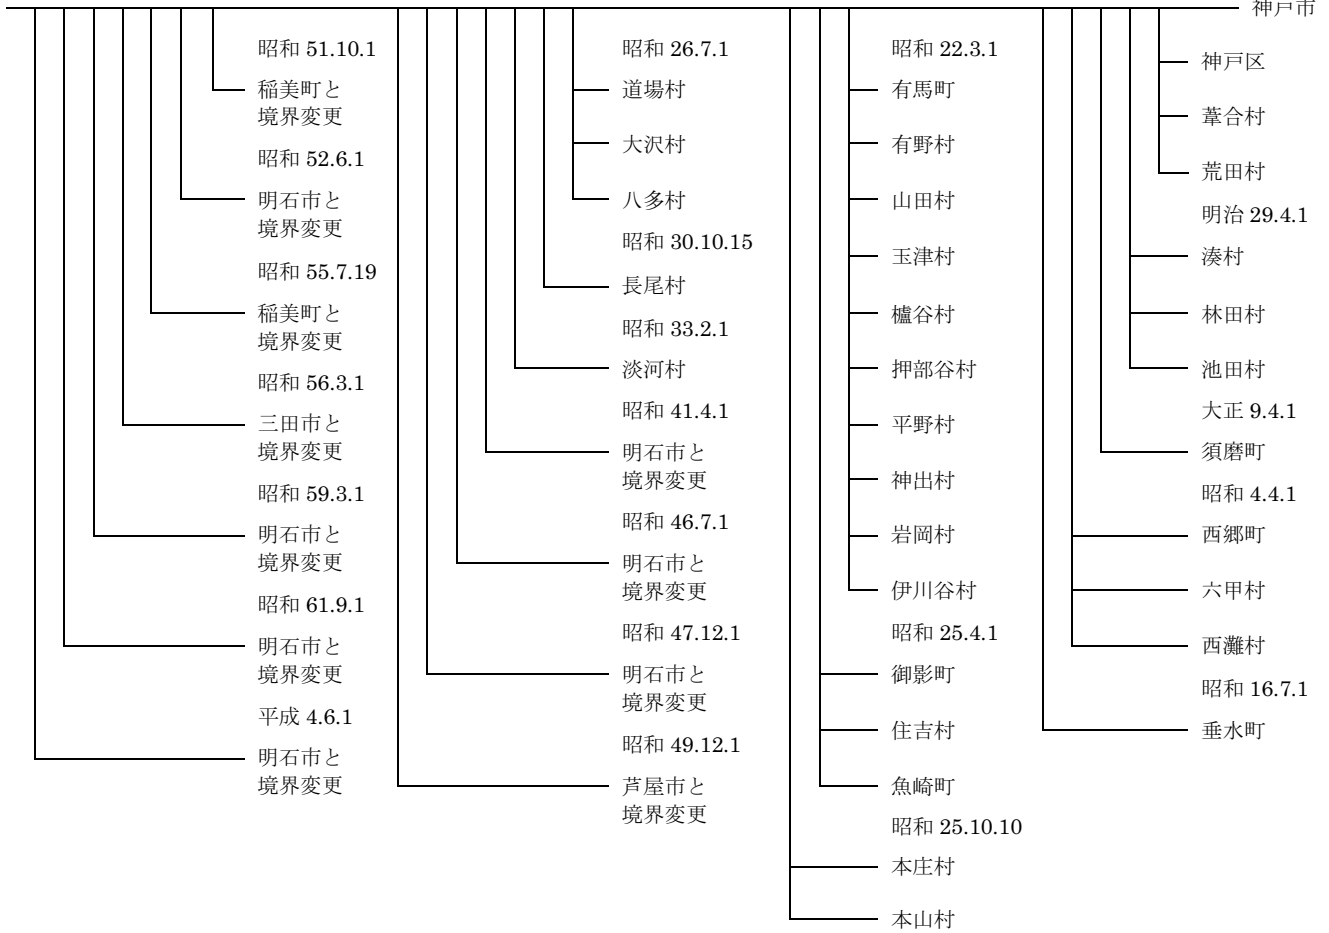 神戸市
神戸区
葦合村
荒田村
明治 29.4.1
湊村
林田村
池田村
大正 9.4.1
須磨町
昭和 4.4.1
西郷町
六甲村
西灘村
昭和 16.7.1
垂水町
昭和 22.3.1
有馬町
有野村
山田村
玉津村
櫨谷村
押部谷村
平野村
神出村
岩岡村
伊川谷村
昭和 25.4.1
御影町
住吉村
魚崎町
昭和 25.10.10
本庄村
本山村
昭和 26.7.1
道場村
大沢村
八多村
昭和 30.10.15
長尾村
昭和 33.2.1
淡河村
昭和 41.4.1
明石市と
境界変更
昭和 46.7.1
明石市と
境界変更
昭和 47.12.1
明石市と
境界変更
昭和 49.12.1
芦屋市と
境界変更
昭和 51.10.1
稲美町と
境界変更
昭和 52.6.1
明石市と
境界変更
昭和 55.7.19
稲美町と
境界変更
昭和 56.3.1
三田市と
境界変更
昭和 59.3.1
明石市と
境界変更
昭和 61.9.1
明石市と
境界変更
平成 4.6.1
明石市と
境界変更